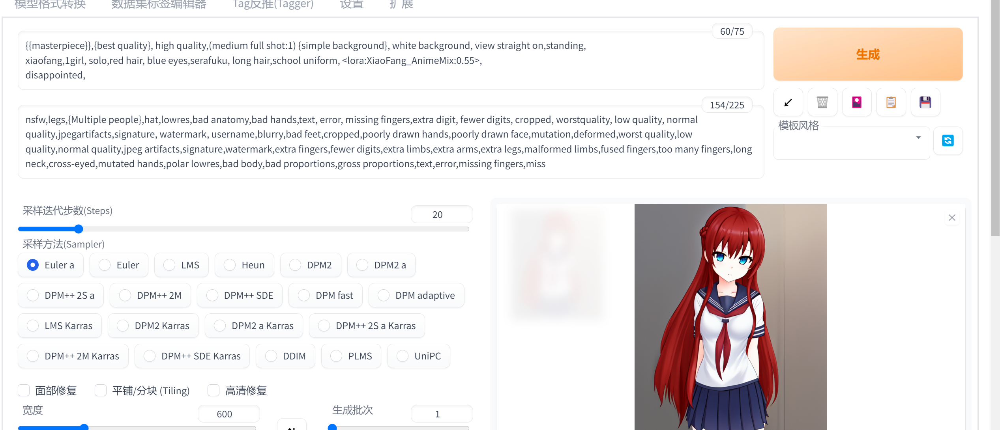 模型格式转换 数据集标签编辑器 Tag反推(Tagger) 设置 扩展
60/75
{{masterpiece}},{best quality}, high quality,(medium full shot:1) {simple background}, white background, view straight on,standing,
xiaofang,1girl, solo,red hair, blue eyes,serafuku, long hair,school uniform, <lora:XiaoFang_AnimeMix:0.55>,
disappointed,
生成
154/225
nsfw,legs,{Multiple people},hat,lowres,bad anatomy,bad hands,text, error, missing fingers,extra digit, fewer digits, cropped, worstquality, low quality, normal
quality,jpegartifacts,signature, watermark, username,blurry,bad feet,cropped,poorly drawn hands,poorly drawn face,mutation,deformed,worst quality,low
quality,normal quality,jpeg artifacts,signature,watermark,extra fingers,fewer digits,extra limbs,extra arms,extra legs,malformed limbs,fused fingers,too many fingers,long
neck,cross-eyed,mutated hands,polar lowres,bad body,bad proportions,gross proportions,text,error,missing fingers,miss
模板风格
采样迭代步数(Steps) 20
采样方法(Sampler)
Euler a Euler LMS Heun DPM2 DPM2 a
DPM++ 2S a DPM++ 2M DPM++ SDE DPM fast DPM adaptive
LMS Karras DPM2 Karras DPM2 a Karras DPM++ 2S a Karras
DPM++ 2M Karras DPM++ SDE Karras DDIM PLMS UniPC
面部修复 平铺/分块 (Tiling) 高清修复
宽度 600 生成批次 1